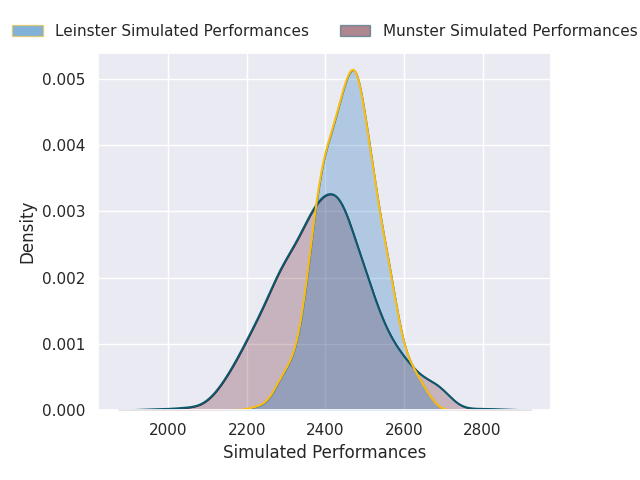 Leinster Simulated Performances Munster Simulated Performances
0.005
0.004
0.003
0.002
0.001
0.000
Density
2000 2200 2400 2600 2800
Simulated Performances